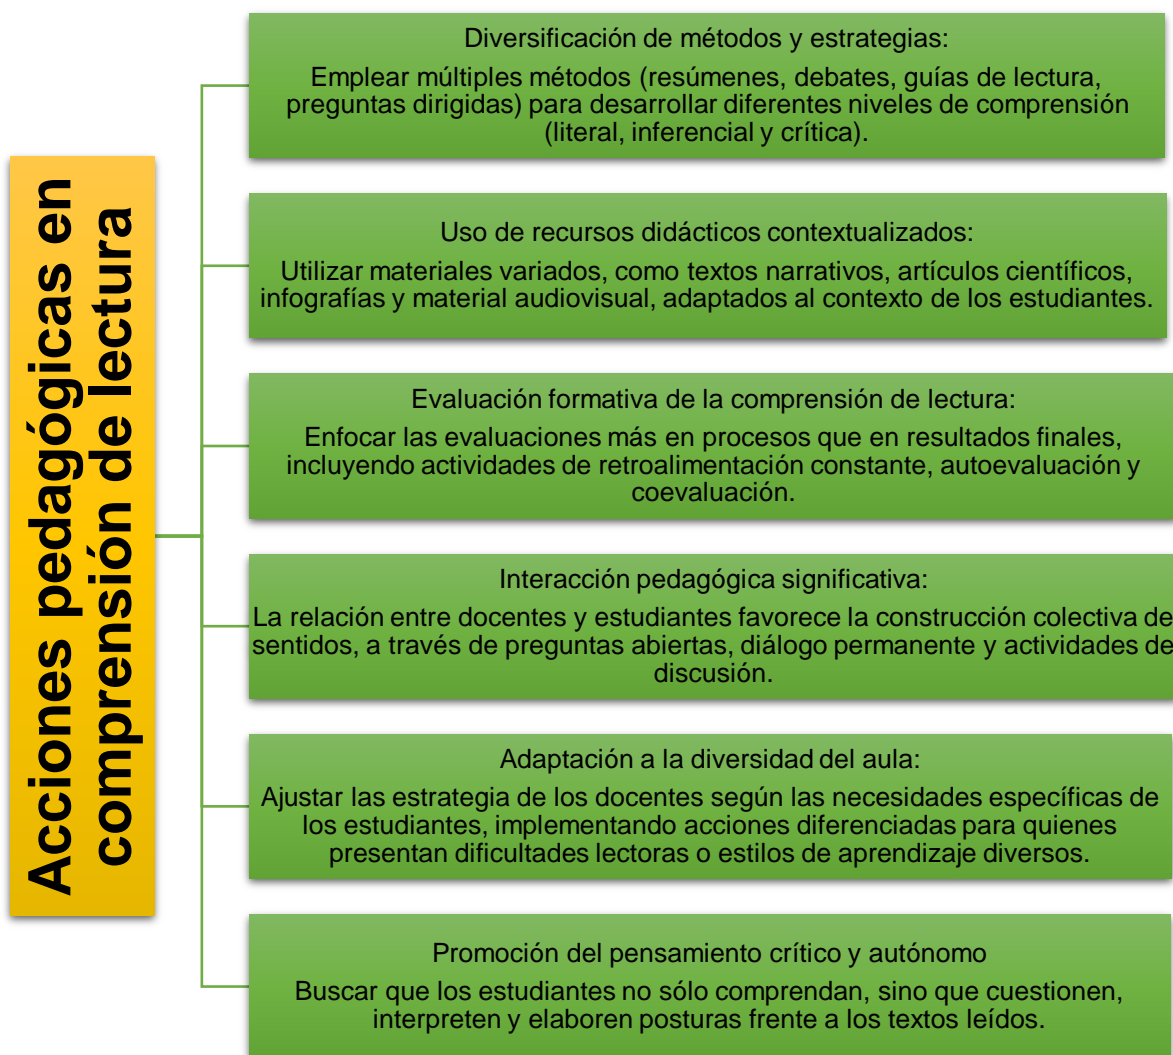 Acciones pedagógicas en
comprensión de lectura
Diversificación de métodos y estrategias:
Emplear múltiples métodos (resúmenes, debates, guías de lectura,
preguntas dirigidas) para desarrollar diferentes niveles de comprensión
(literal, inferencial y crítica).
Uso de recursos didácticos contextualizados:
Utilizar materiales variados, como textos narrativos, artículos científicos,
infografías y material audiovisual, adaptados al contexto de los estudiantes.
Evaluación formativa de la comprensión de lectura:
Enfocar las evaluaciones más en procesos que en resultados finales,
incluyendo actividades de retroalimentación constante, autoevaluación y
coevaluación.
Interacción pedagógica significativa:
La relación entre docentes y estudiantes favorece la construcción colectiva de
sentidos, a través de preguntas abiertas, diálogo permanente y actividades de
discusión.
Adaptación a la diversidad del aula:
Ajustar las estrategia de los docentes según las necesidades específicas de
los estudiantes, implementando acciones diferenciadas para quienes
presentan dificultades lectoras o estilos de aprendizaje diversos.
Promoción del pensamiento crítico y autónomo
Buscar que los estudiantes no sólo comprendan, sino que cuestionen,
interpreten y elaboren posturas frente a los textos leídos.